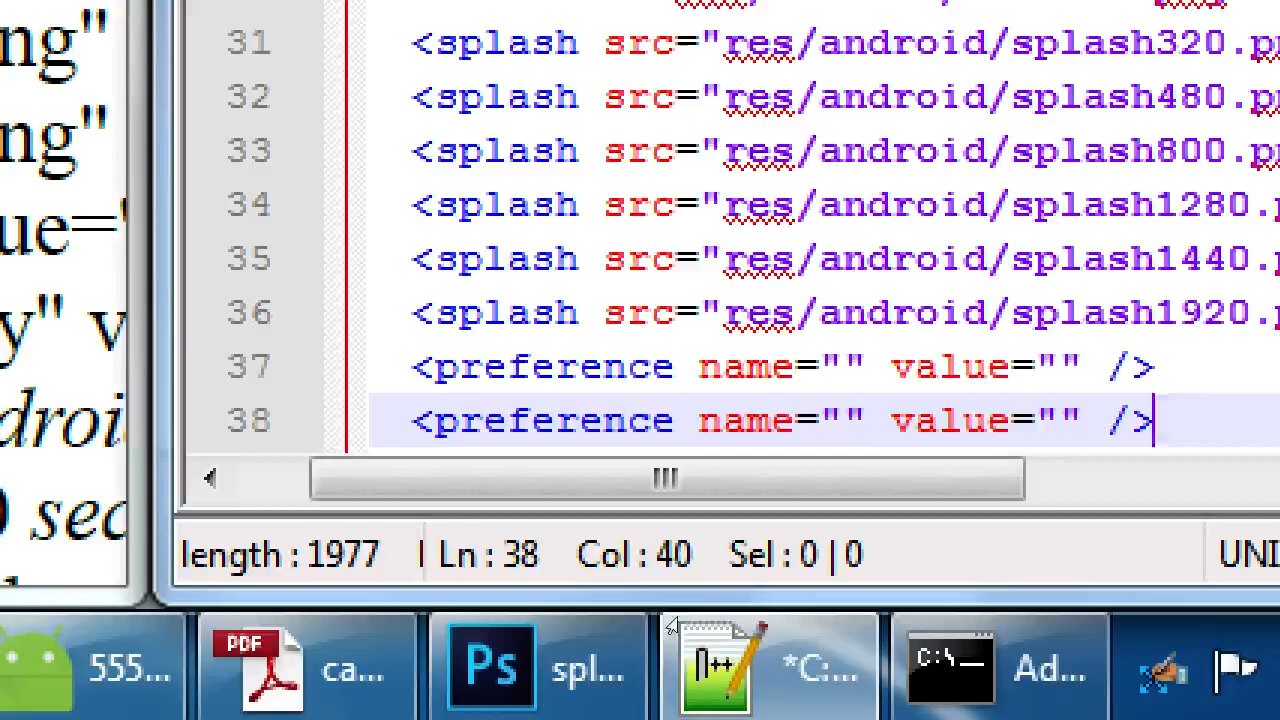 ng"
ng"
ue="
y" v
droi
sec
31 <splash src="res/android/splash320.p
32 <splash src="res/android/splash480.p
33 <splash src="res/android/splash800.p
34 <splash src="res/android/splash1280.
35 <splash src="res/android/splash1440.
36 <splash src="res/android/splash1920.
37 <preference name="" value="" />
38 <preference name="" value="" />
length : 1977 Ln : 38 Col : 40 Sel : 0 | 0 UNI
555... PDF ca... Ps spl... n++ *C:... C:\_ Ad...